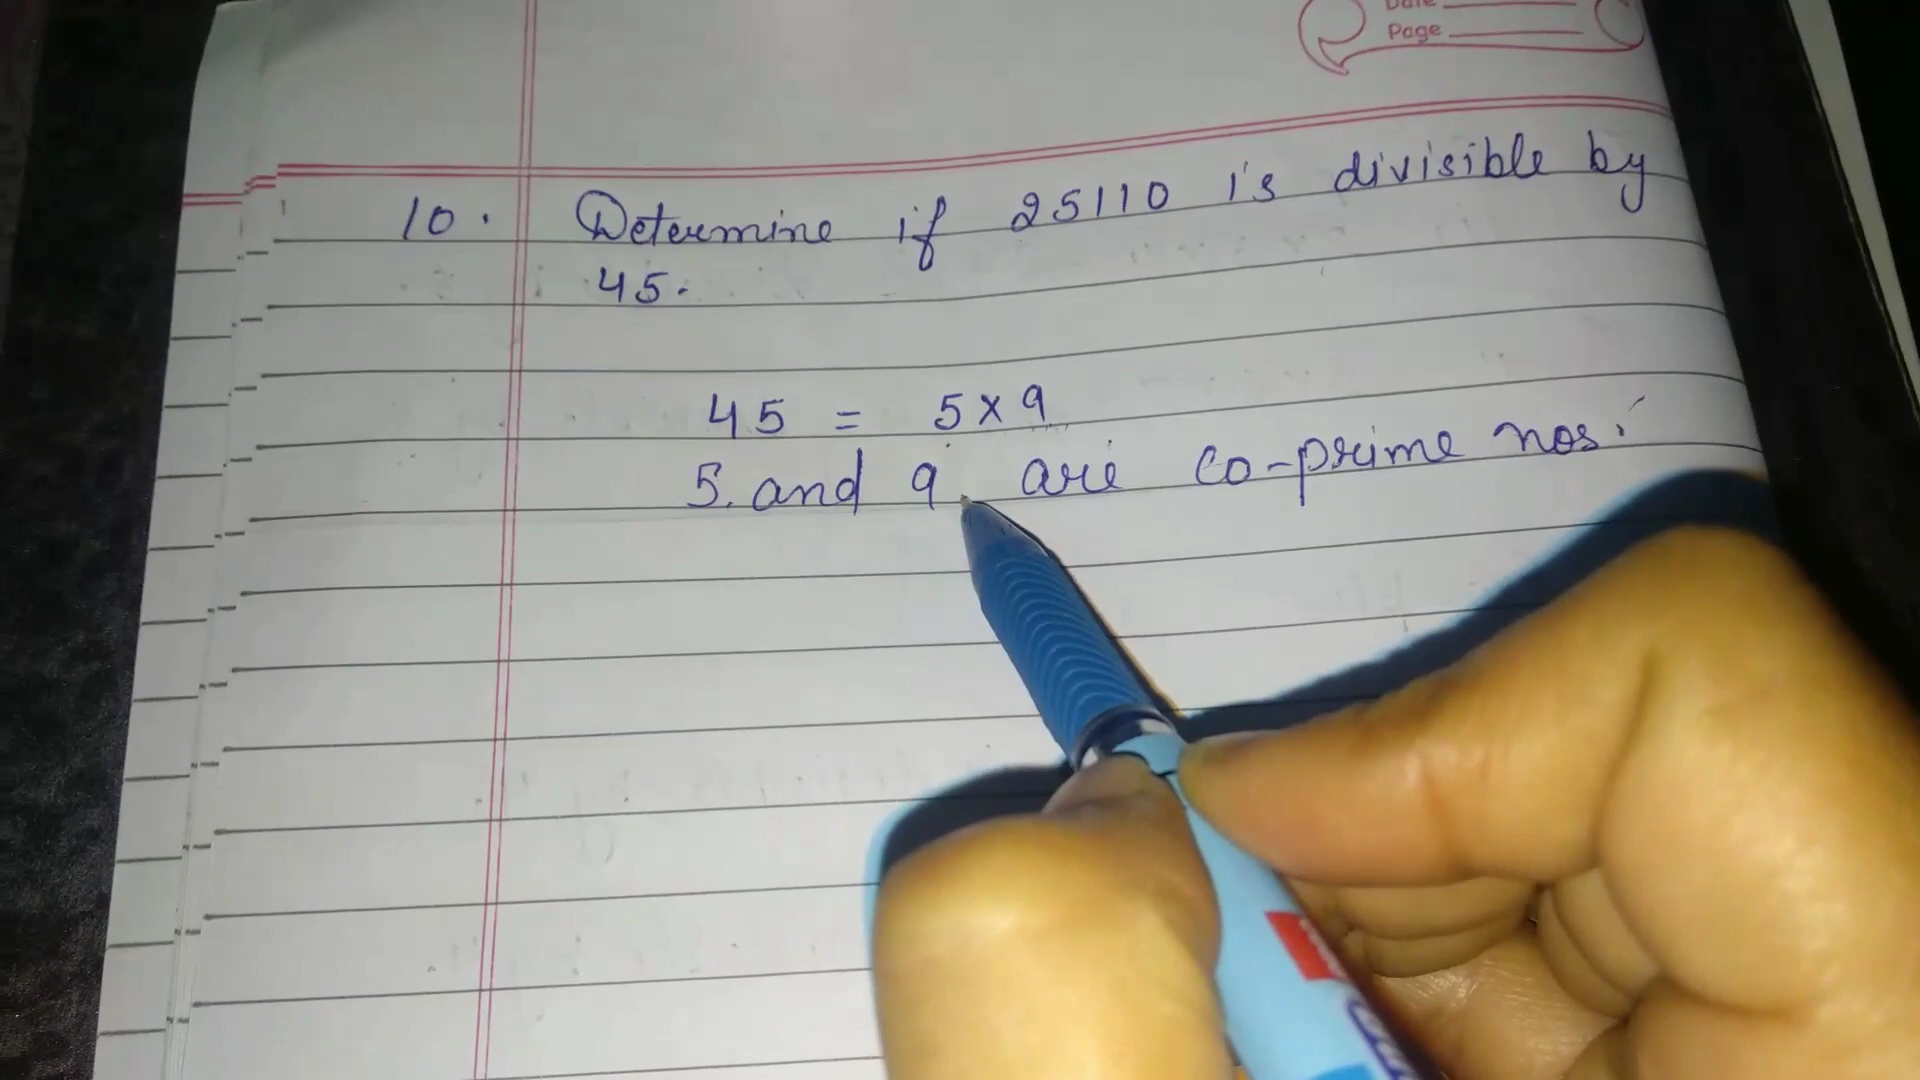 Date
Page
10. Determine if 25110 is divisible by
45.
45 = 5×9
5 and 9 are co-prime nos.